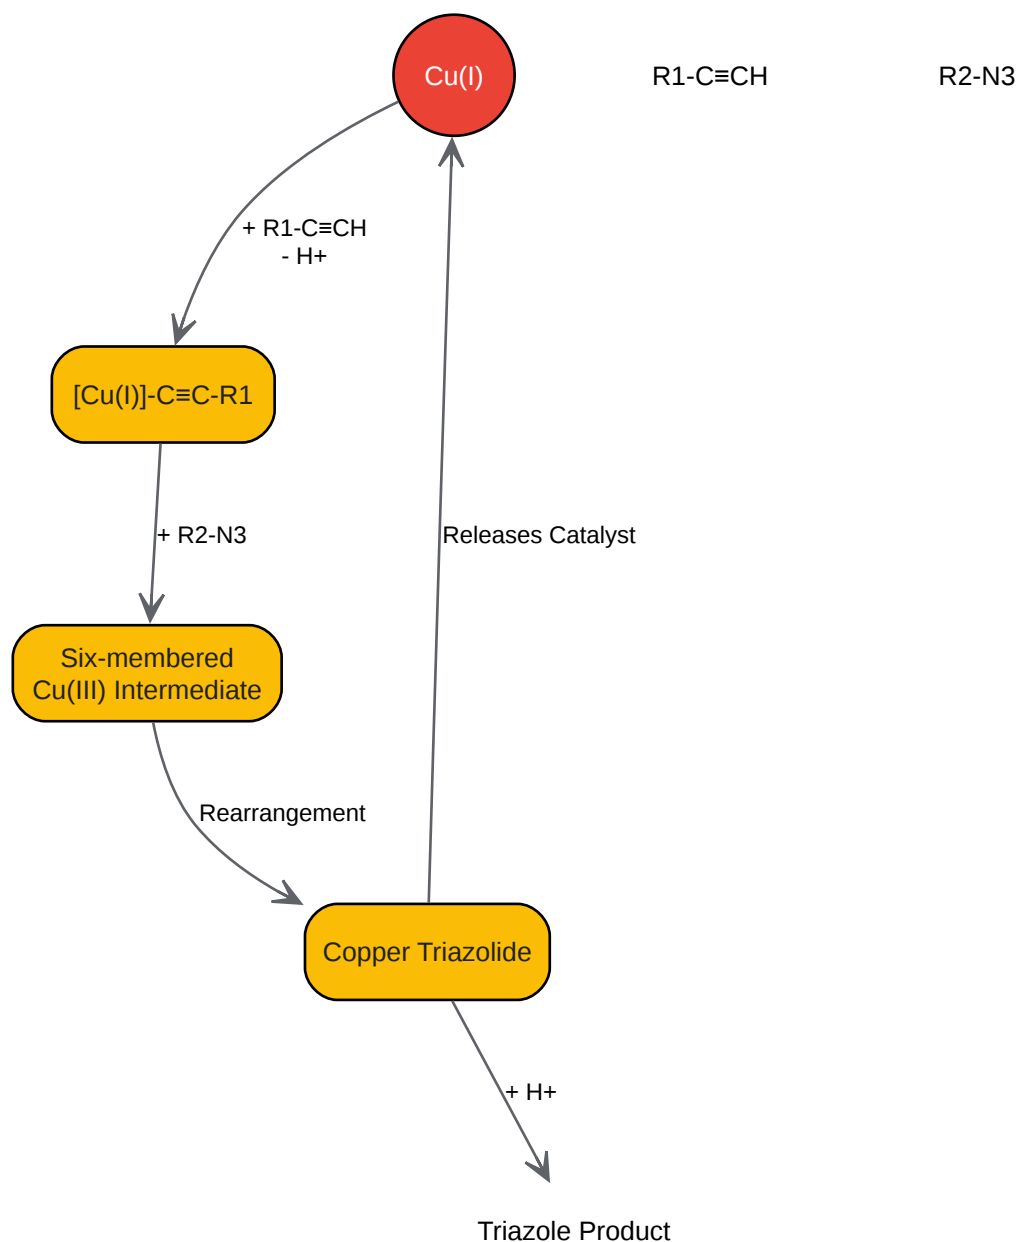 Cu(I)
R1-C≡CH
R2-N3
+ R1-C≡CH
- H+
[Cu(I)]-C≡C-R1
+ R2-N3
Releases Catalyst
Six-membered
Cu(III) Intermediate
Rearrangement
Copper Triazolide
+ H+
Triazole Product